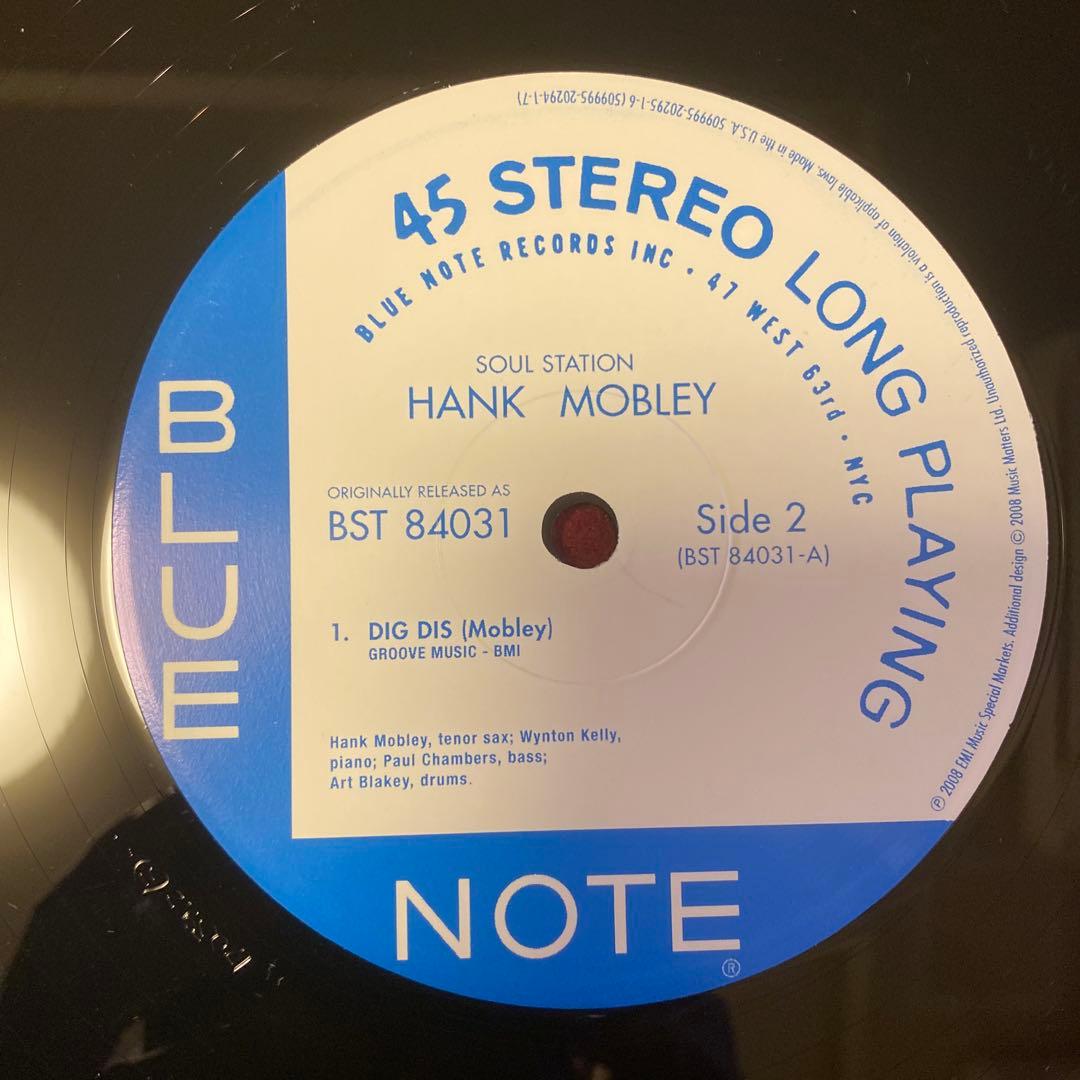 45 STEREO LONG PLAYING
BLUE NOTE RECORDS INC · 47 WEST 63rd · NYC
SOUL STATION
HANK MOBLEY
ORIGINALLY RELEASED AS
BST 84031
Side 2
(BST 84031-A)
1. DIG DIS (Mobley)
GROOVE MUSIC - BMI
Hank Mobley, tenor sax; Wynton Kelly,
piano; Paul Chambers, bass;
Art Blakey, drums.
BLUE
NOTE
®
℗ 2008 EMI Music Special Markets. Additional design © 2008 Music Matters Ltd. Unauthorized reproduction is a violation of applicable laws. Made in the U.S.A. 509995-20295-1-6 (509995-20294-1-7)